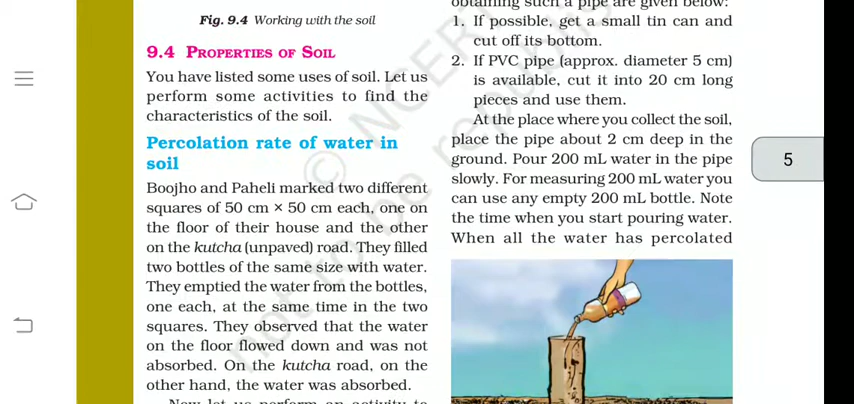 Fig. 9.4 Working with the soil
9.4 PROPERTIES OF SOIL
You have listed some uses of soil. Let us
perform some activities to find the
characteristics of the soil.
Percolation rate of water in
soil
Boojho and Paheli marked two different
squares of 50 cm × 50 cm each, one on
the floor of their house and the other
on the kutcha (unpaved) road. They filled
two bottles of the same size with water.
They emptied the water from the bottles,
one each, at the same time in the two
squares. They observed that the water
on the floor flowed down and was not
absorbed. On the kutcha road, on the
other hand, the water was absorbed.
Now let us perform an activity to
obtaining such a pipe are given below:
1. If possible, get a small tin can and
cut off its bottom.
2. If PVC pipe (approx. diameter 5 cm)
is available, cut it into 20 cm long
pieces and use them.
At the place where you collect the soil,
place the pipe about 2 cm deep in the
ground. Pour 200 mL water in the pipe
slowly. For measuring 200 mL water you
can use any empty 200 mL bottle. Note
the time when you start pouring water.
When all the water has percolated
5
© NCERT
not to be republished